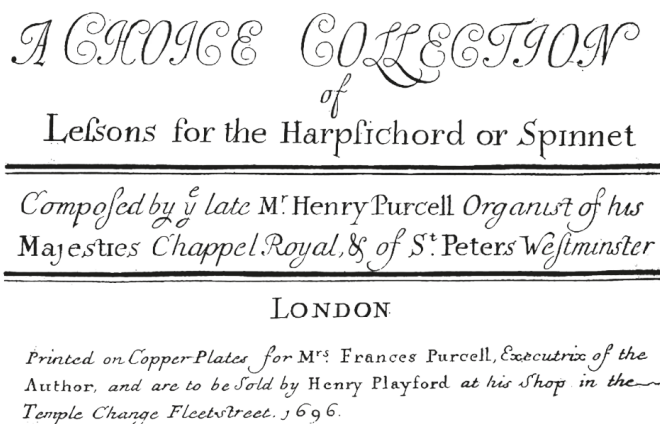 A CHOICE COLLECTION
of
Leſsons for the Harpſichord or Spinnet
Compoſed by yͤ late Mr. Henry Purcell Organist of his
Majesties Chappel Royal, & of St. Peters Weſtminster
LONDON
Printed on Copper-Plates for Mrs. Frances Purcell, Executrix of the
Author, and are to be Sold by Henry Playford at his Shop in the
Temple Change Fleetstreet. 1696.